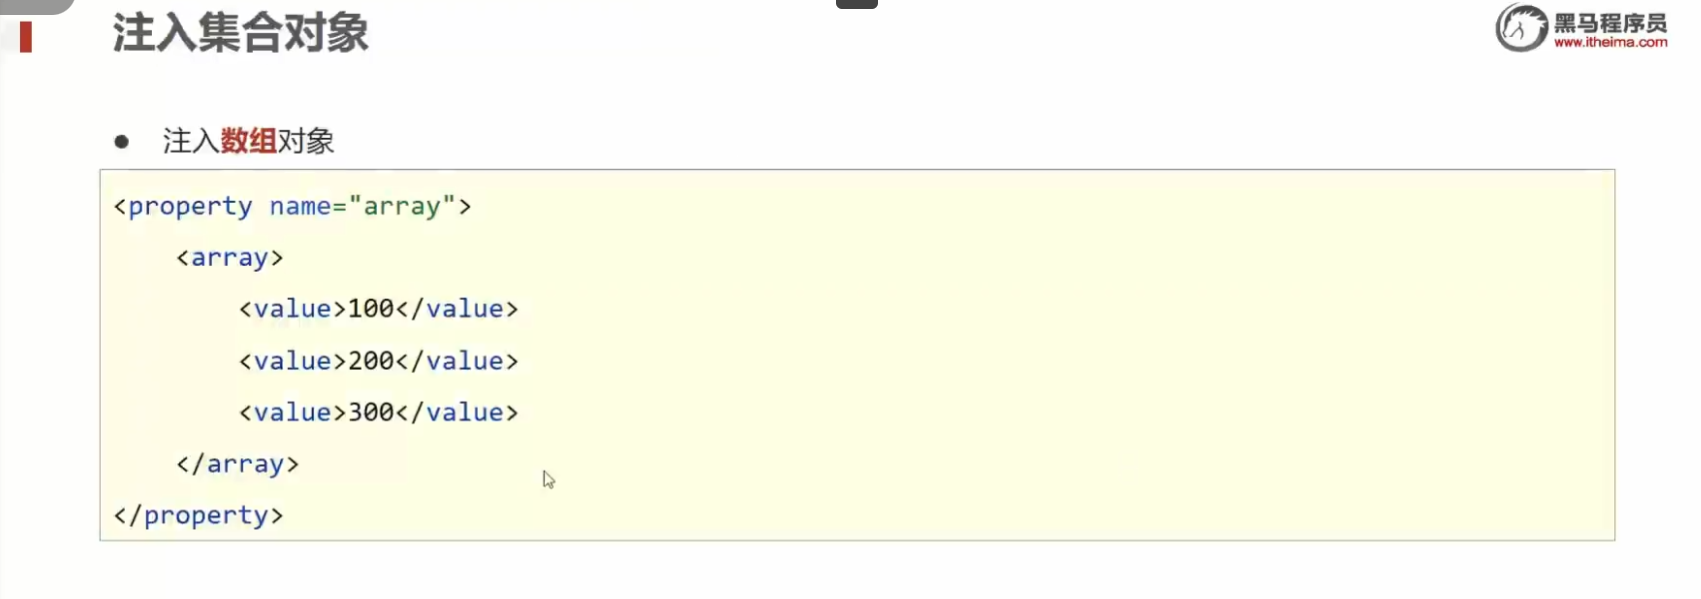 注入集合对象
黑马程序员
www.itheima.com
● 注入数组对象
<property name="array">
    <array>
        <value>100</value>
        <value>200</value>
        <value>300</value>
    </array>
</property>